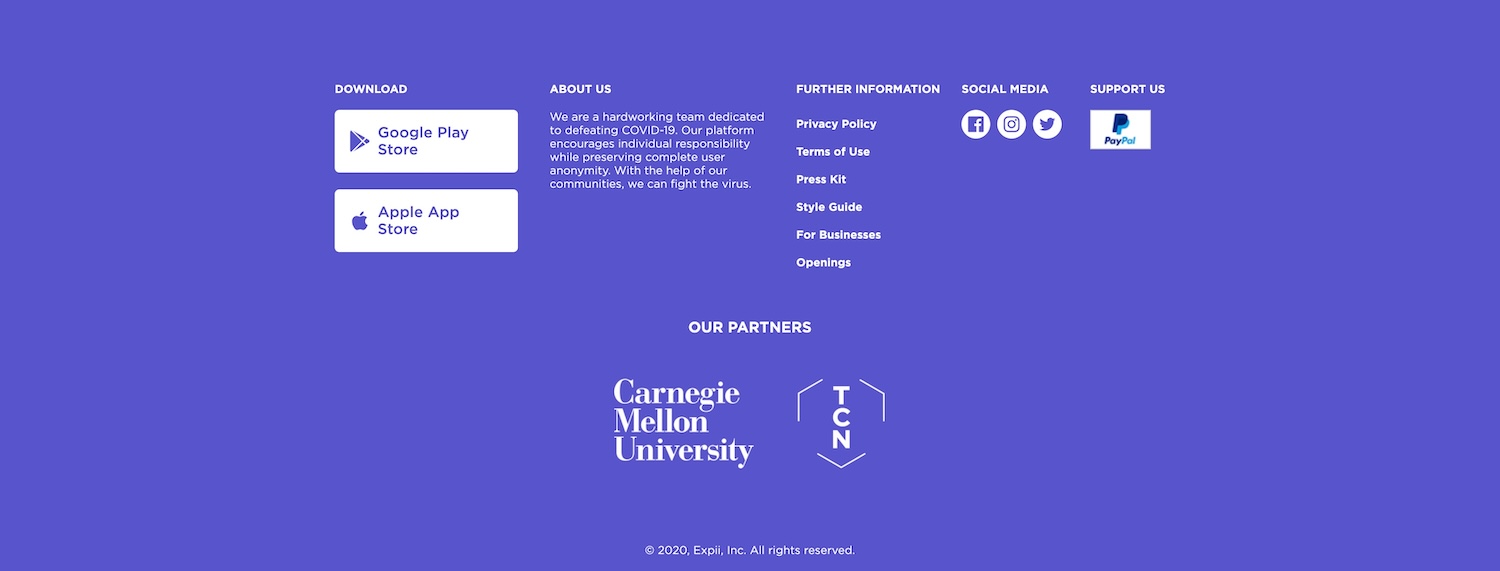 DOWNLOAD
Google Play
Store
Apple App
Store
ABOUT US
We are a hardworking team dedicated
to defeating COVID-19. Our platform
encourages individual responsibility
while preserving complete user
anonymity. With the help of our
communities, we can fight the virus.
FURTHER INFORMATION
Privacy Policy
Terms of Use
Press Kit
Style Guide
For Businesses
Openings
SOCIAL MEDIA
SUPPORT US
PayPal
OUR PARTNERS
Carnegie
Mellon
University
T
C
N
© 2020, Expii, Inc. All rights reserved.